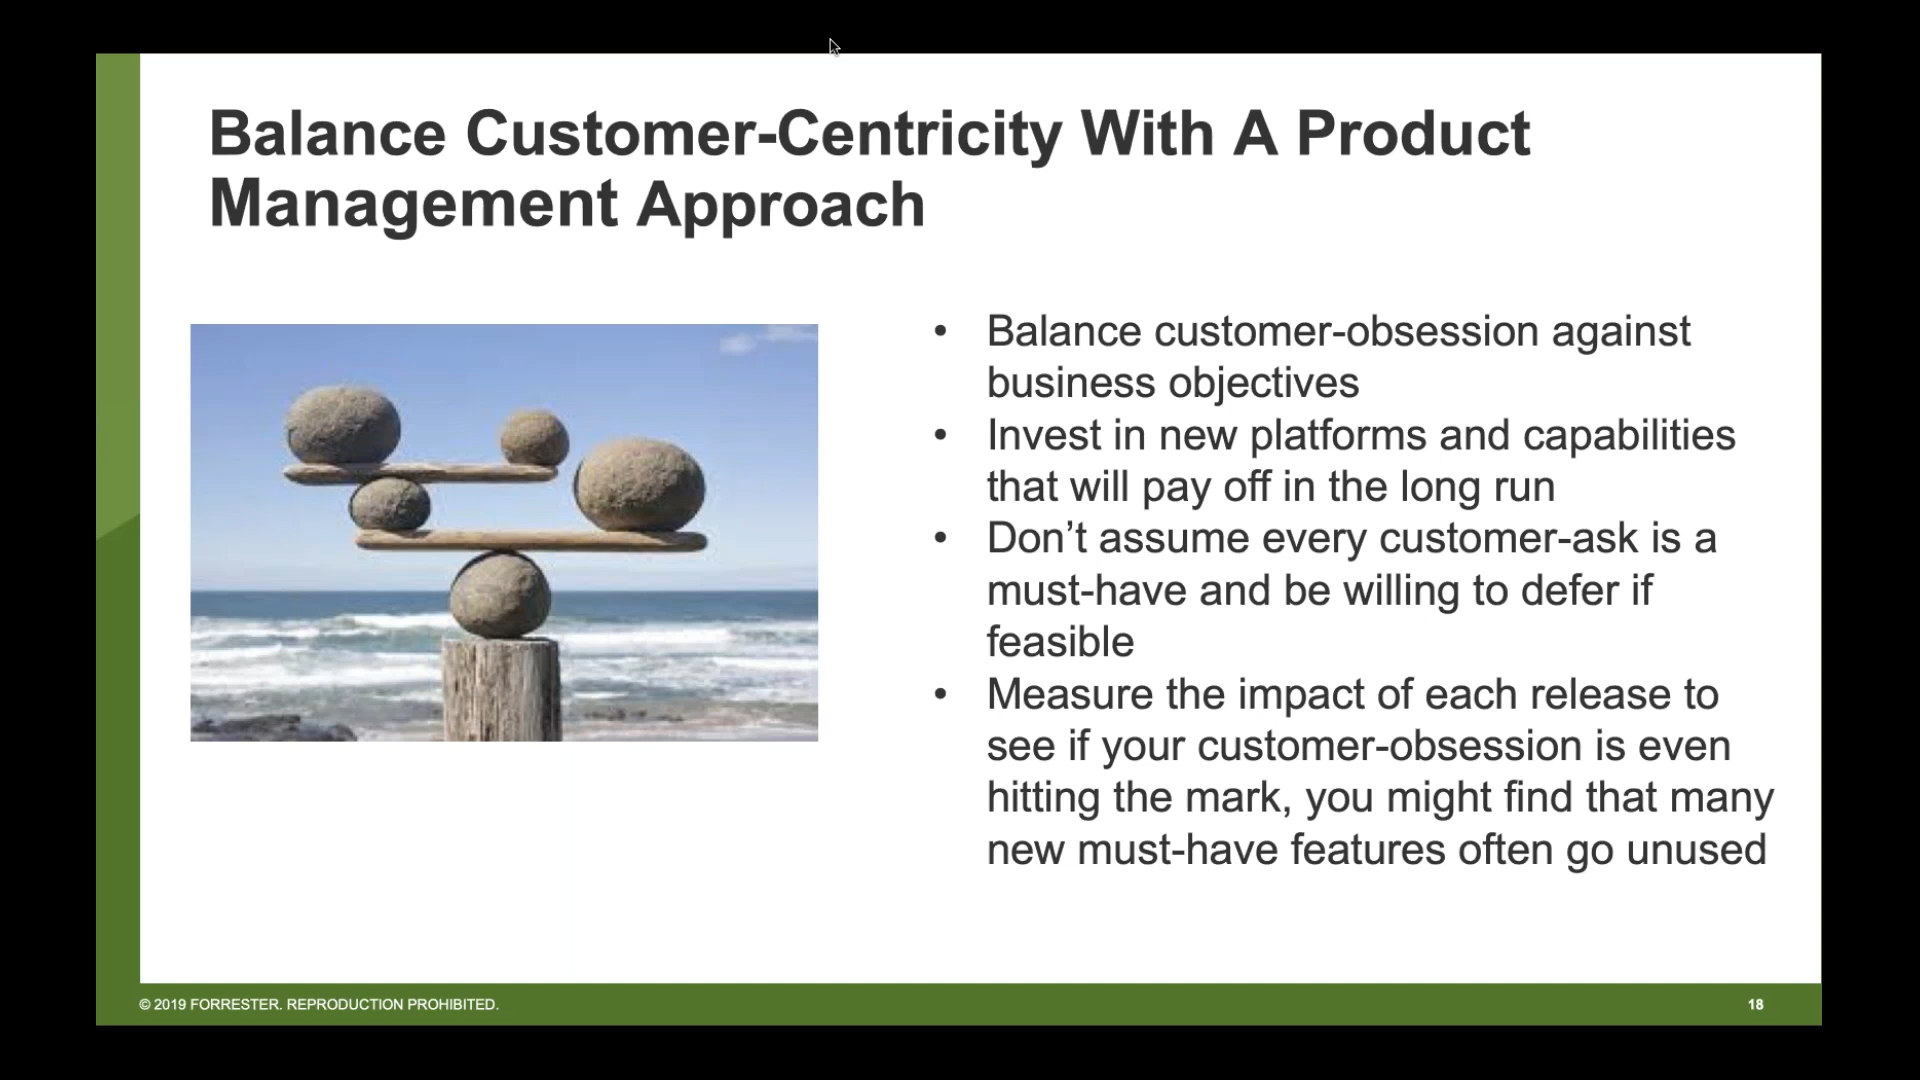 Balance Customer-Centricity With A Product
Management Approach
• Balance customer-obsession against
business objectives
• Invest in new platforms and capabilities
that will pay off in the long run
• Don’t assume every customer-ask is a
must-have and be willing to defer if
feasible
• Measure the impact of each release to
see if your customer-obsession is even
hitting the mark, you might find that many
new must-have features often go unused
© 2019 FORRESTER. REPRODUCTION PROHIBITED.
18